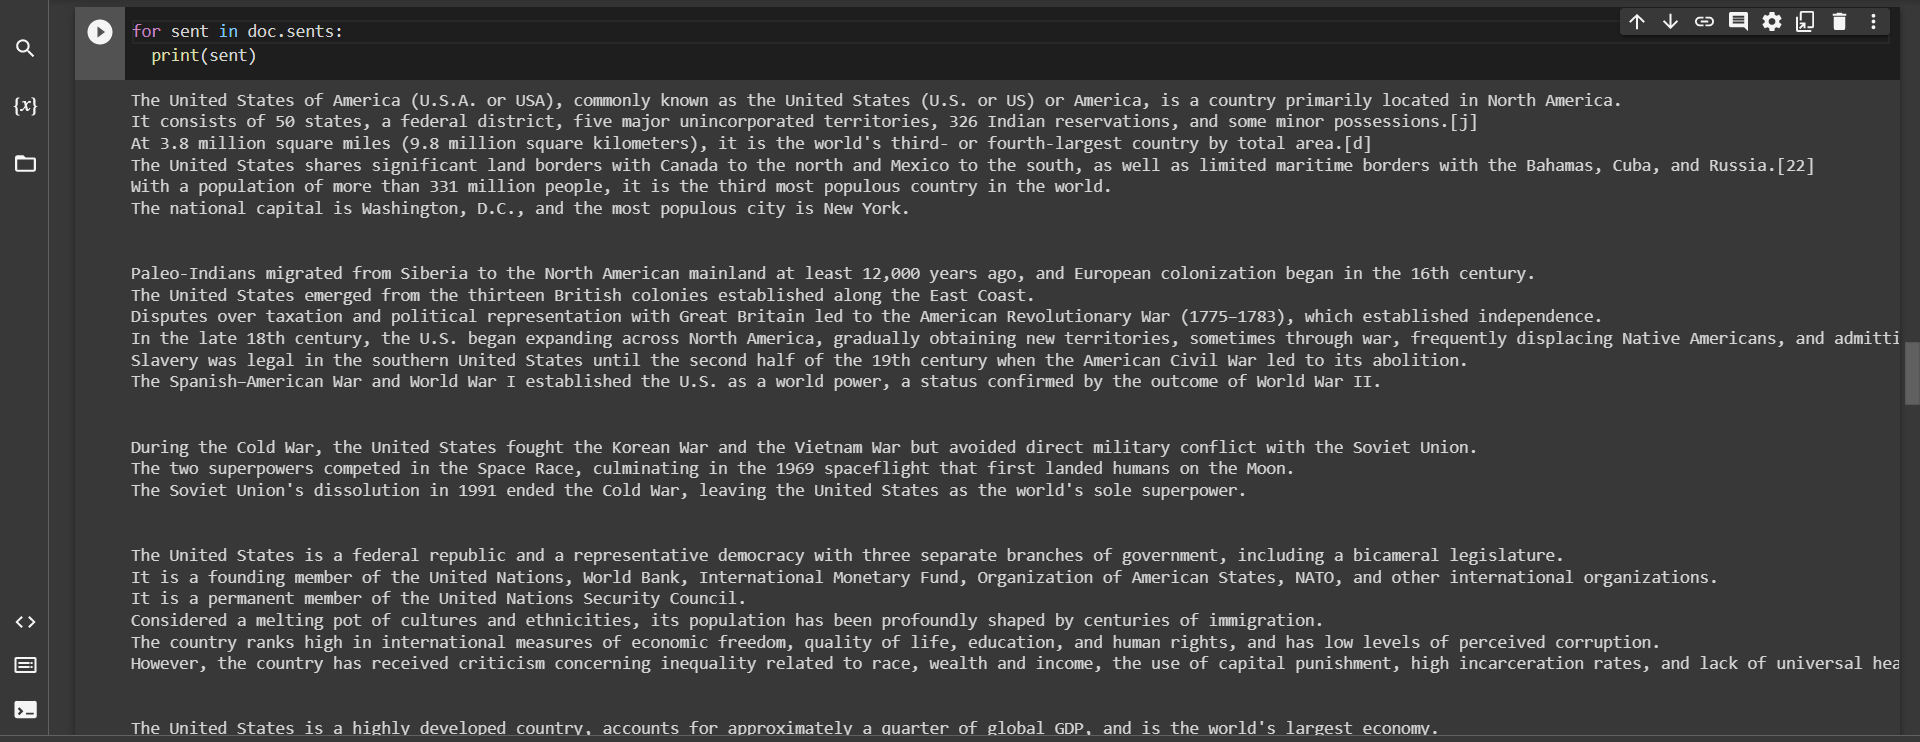 for sent in doc.sents:
print(sent)
{x}
The United States of America (U.S.A. or USA), commonly known as the United States (U.S. or US) or America, is a country primarily located in North America.
It consists of 50 states, a federal district, five major unincorporated territories, 326 Indian reservations, and some minor possessions.[j]
At 3.8 million square miles (9.8 million square kilometers), it is the world's third- or fourth-largest country by total area.[d]
The United States shares significant land borders with Canada to the north and Mexico to the south, as well as limited maritime borders with the Bahamas, Cuba, and Russia.[22]
With a population of more than 331 million people, it is the third most populous country in the world.
The national capital is Washington, D.C., and the most populous city is New York.
Paleo-Indians migrated from Siberia to the North American mainland at least 12,000 years ago, and European colonization began in the 16th century.
The United States emerged from the thirteen British colonies established along the East Coast.
Disputes over taxation and political representation with Great Britain led to the American Revolutionary War (1775–1783), which established independence.
In the late 18th century, the U.S. began expanding across North America, gradually obtaining new territories, sometimes through war, frequently displacing Native Americans, and admitti
Slavery was legal in the southern United States until the second half of the 19th century when the American Civil War led to its abolition.
The Spanish–American War and World War I established the U.S. as a world power, a status confirmed by the outcome of World War II.
During the Cold War, the United States fought the Korean War and the Vietnam War but avoided direct military conflict with the Soviet Union.
The two superpowers competed in the Space Race, culminating in the 1969 spaceflight that first landed humans on the Moon.
The Soviet Union's dissolution in 1991 ended the Cold War, leaving the United States as the world's sole superpower.
The United States is a federal republic and a representative democracy with three separate branches of government, including a bicameral legislature.
It is a founding member of the United Nations, World Bank, International Monetary Fund, Organization of American States, NATO, and other international organizations.
It is a permanent member of the United Nations Security Council.
Considered a melting pot of cultures and ethnicities, its population has been profoundly shaped by centuries of immigration.
The country ranks high in international measures of economic freedom, quality of life, education, and human rights, and has low levels of perceived corruption.
However, the country has received criticism concerning inequality related to race, wealth and income, the use of capital punishment, high incarceration rates, and lack of universal hea
The United States is a highly developed country, accounts for approximately a quarter of global GDP, and is the world's largest economy.